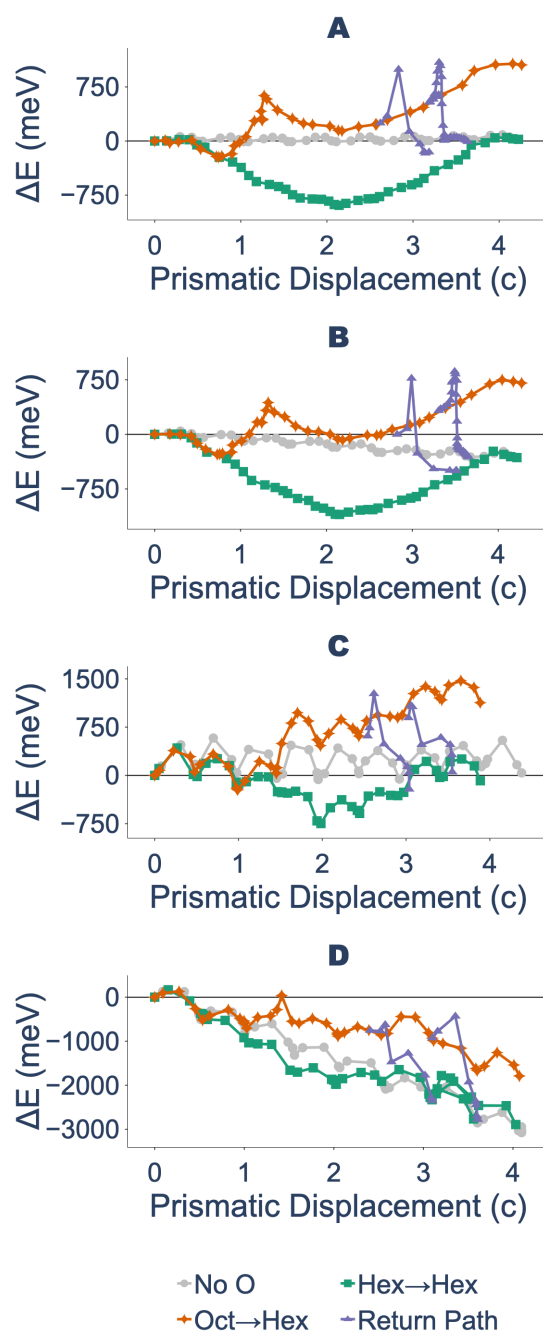 A
ΔE (meV)
750
0
−750
0 1 2 3 4
Prismatic Displacement (c)
B
ΔE (meV)
750
0
−750
0 1 2 3 4
Prismatic Displacement (c)
C
ΔE (meV)
1500
750
0
−750
0 1 2 3 4
Prismatic Displacement (c)
D
ΔE (meV)
0
−1000
−2000
−3000
0 1 2 3 4
Prismatic Displacement (c)
No O Hex→Hex
Oct→Hex Return Path